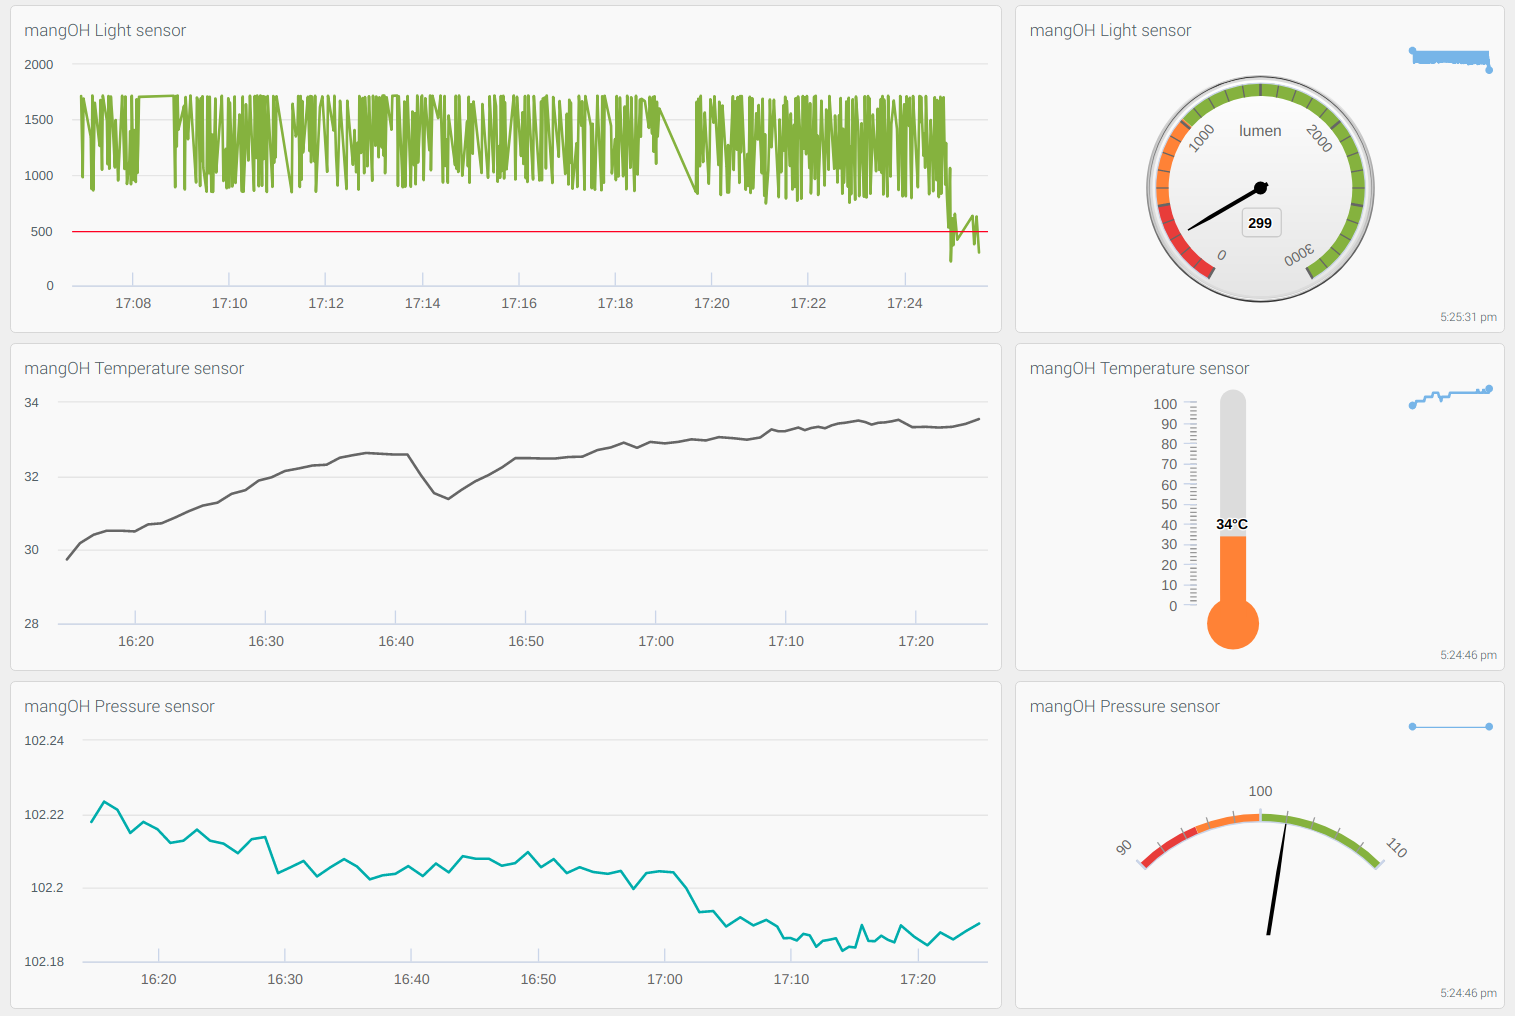 mangOH Light sensor
2000
1500
1000
500
0
17:08 17:10 17:12 17:14 17:16 17:18 17:20 17:22 17:24
mangOH Light sensor
lumen
0 1000 2000 3000
299
5:25:31 pm
mangOH Temperature sensor
34
32
30
28
16:20 16:30 16:40 16:50 17:00 17:10 17:20
mangOH Temperature sensor
100
90
80
70
60
50
40
30
20
10
0
34°C
5:24:46 pm
mangOH Pressure sensor
102.24
102.22
102.2
102.18
16:20 16:30 16:40 16:50 17:00 17:10 17:20
mangOH Pressure sensor
90 100 110
5:24:46 pm